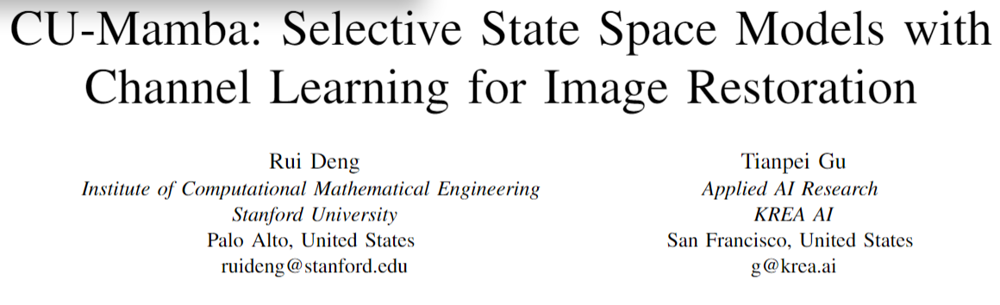 CU-Mamba: Selective State Space Models with
Channel Learning for Image Restoration
Rui Deng
Institute of Computational Mathematical Engineering
Stanford University
Palo Alto, United States
ruideng@stanford.edu
Tianpei Gu
Applied AI Research
KREA AI
San Francisco, United States
g@krea.ai